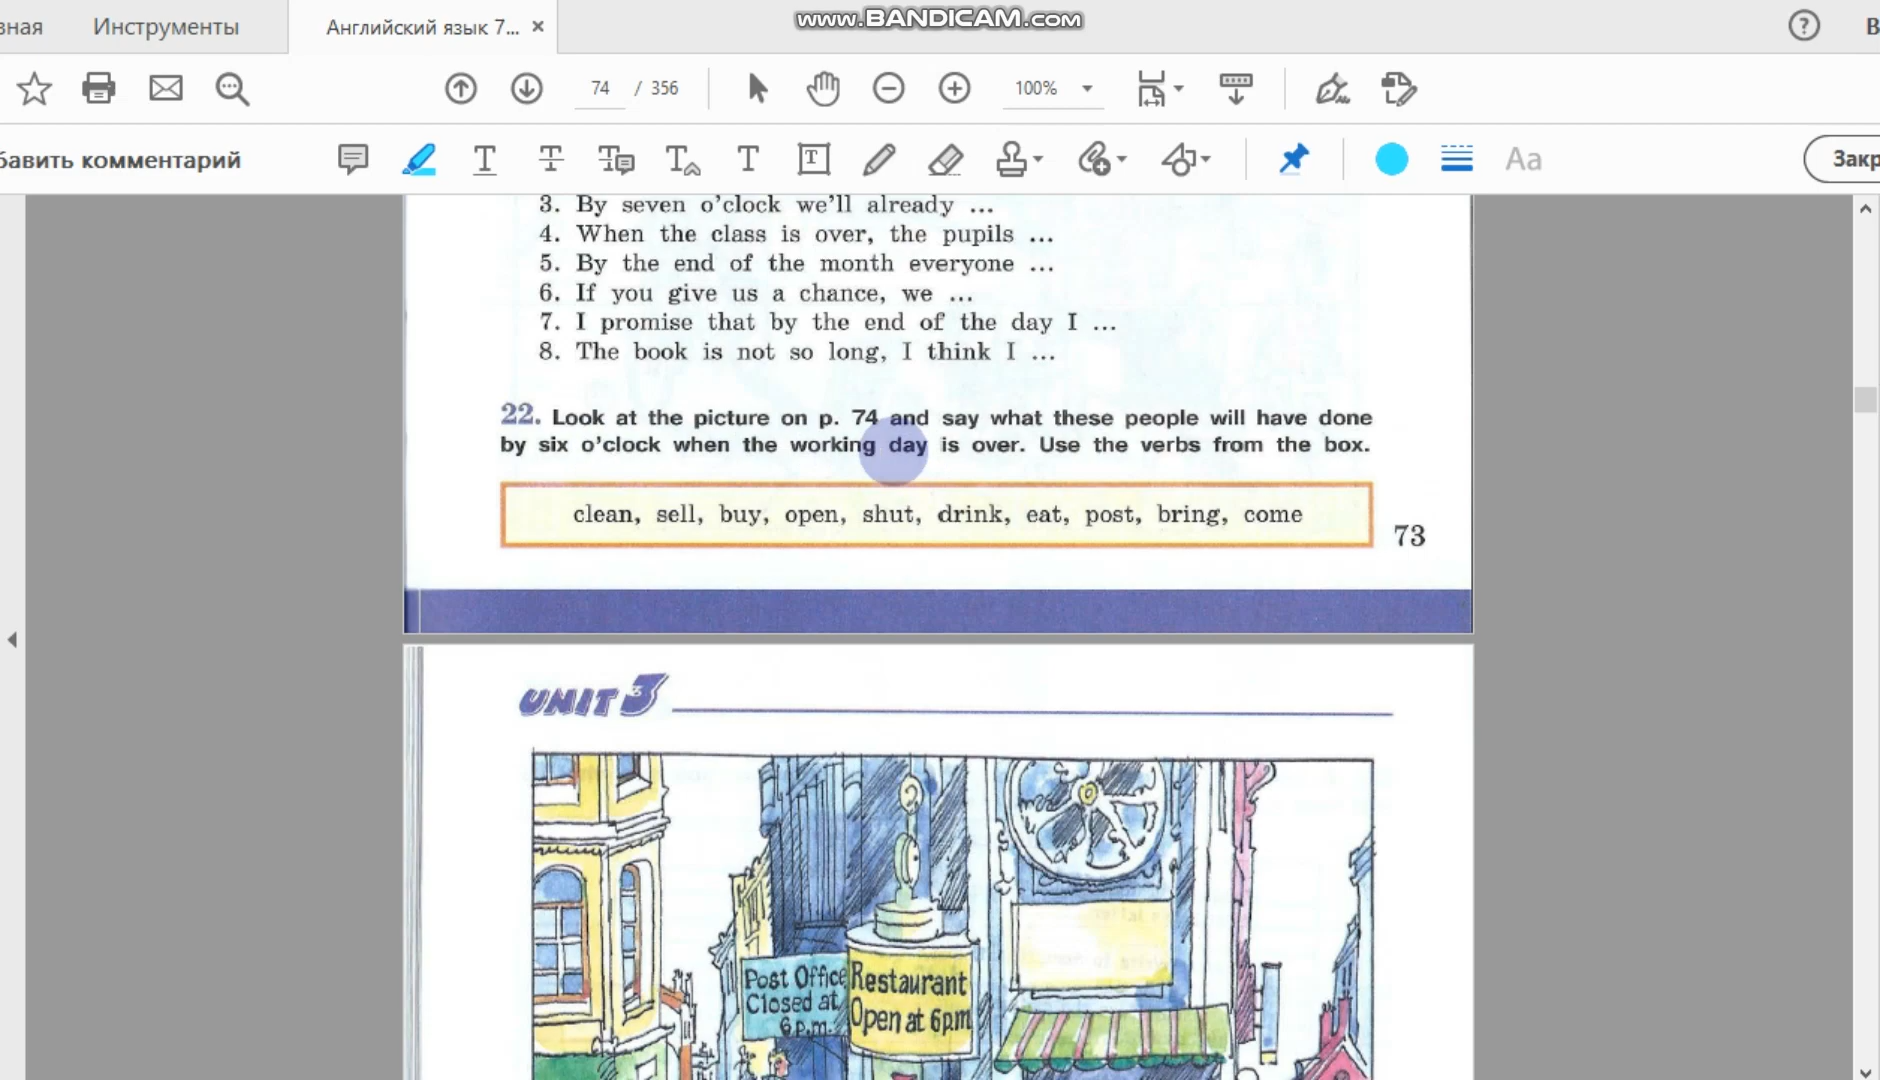 вная
Инструменты
Английский язык 7...
www.BANDICAM.com
74 / 356
100%
бавить комментарий
Aa
Закр
3. By seven o'clock we'll already ...
4. When the class is over, the pupils ...
5. By the end of the month everyone ...
6. If you give us a chance, we ...
7. I promise that by the end of the day I ...
8. The book is not so long, I think I ...
22. Look at the picture on p. 74 and say what these people will have done
by six o'clock when the working day is over. Use the verbs from the box.
clean, sell, buy, open, shut, drink, eat, post, bring, come
73
UNIT 3
Post Office
Closed at
6 p.m.
Restaurant
Open at 6p.m